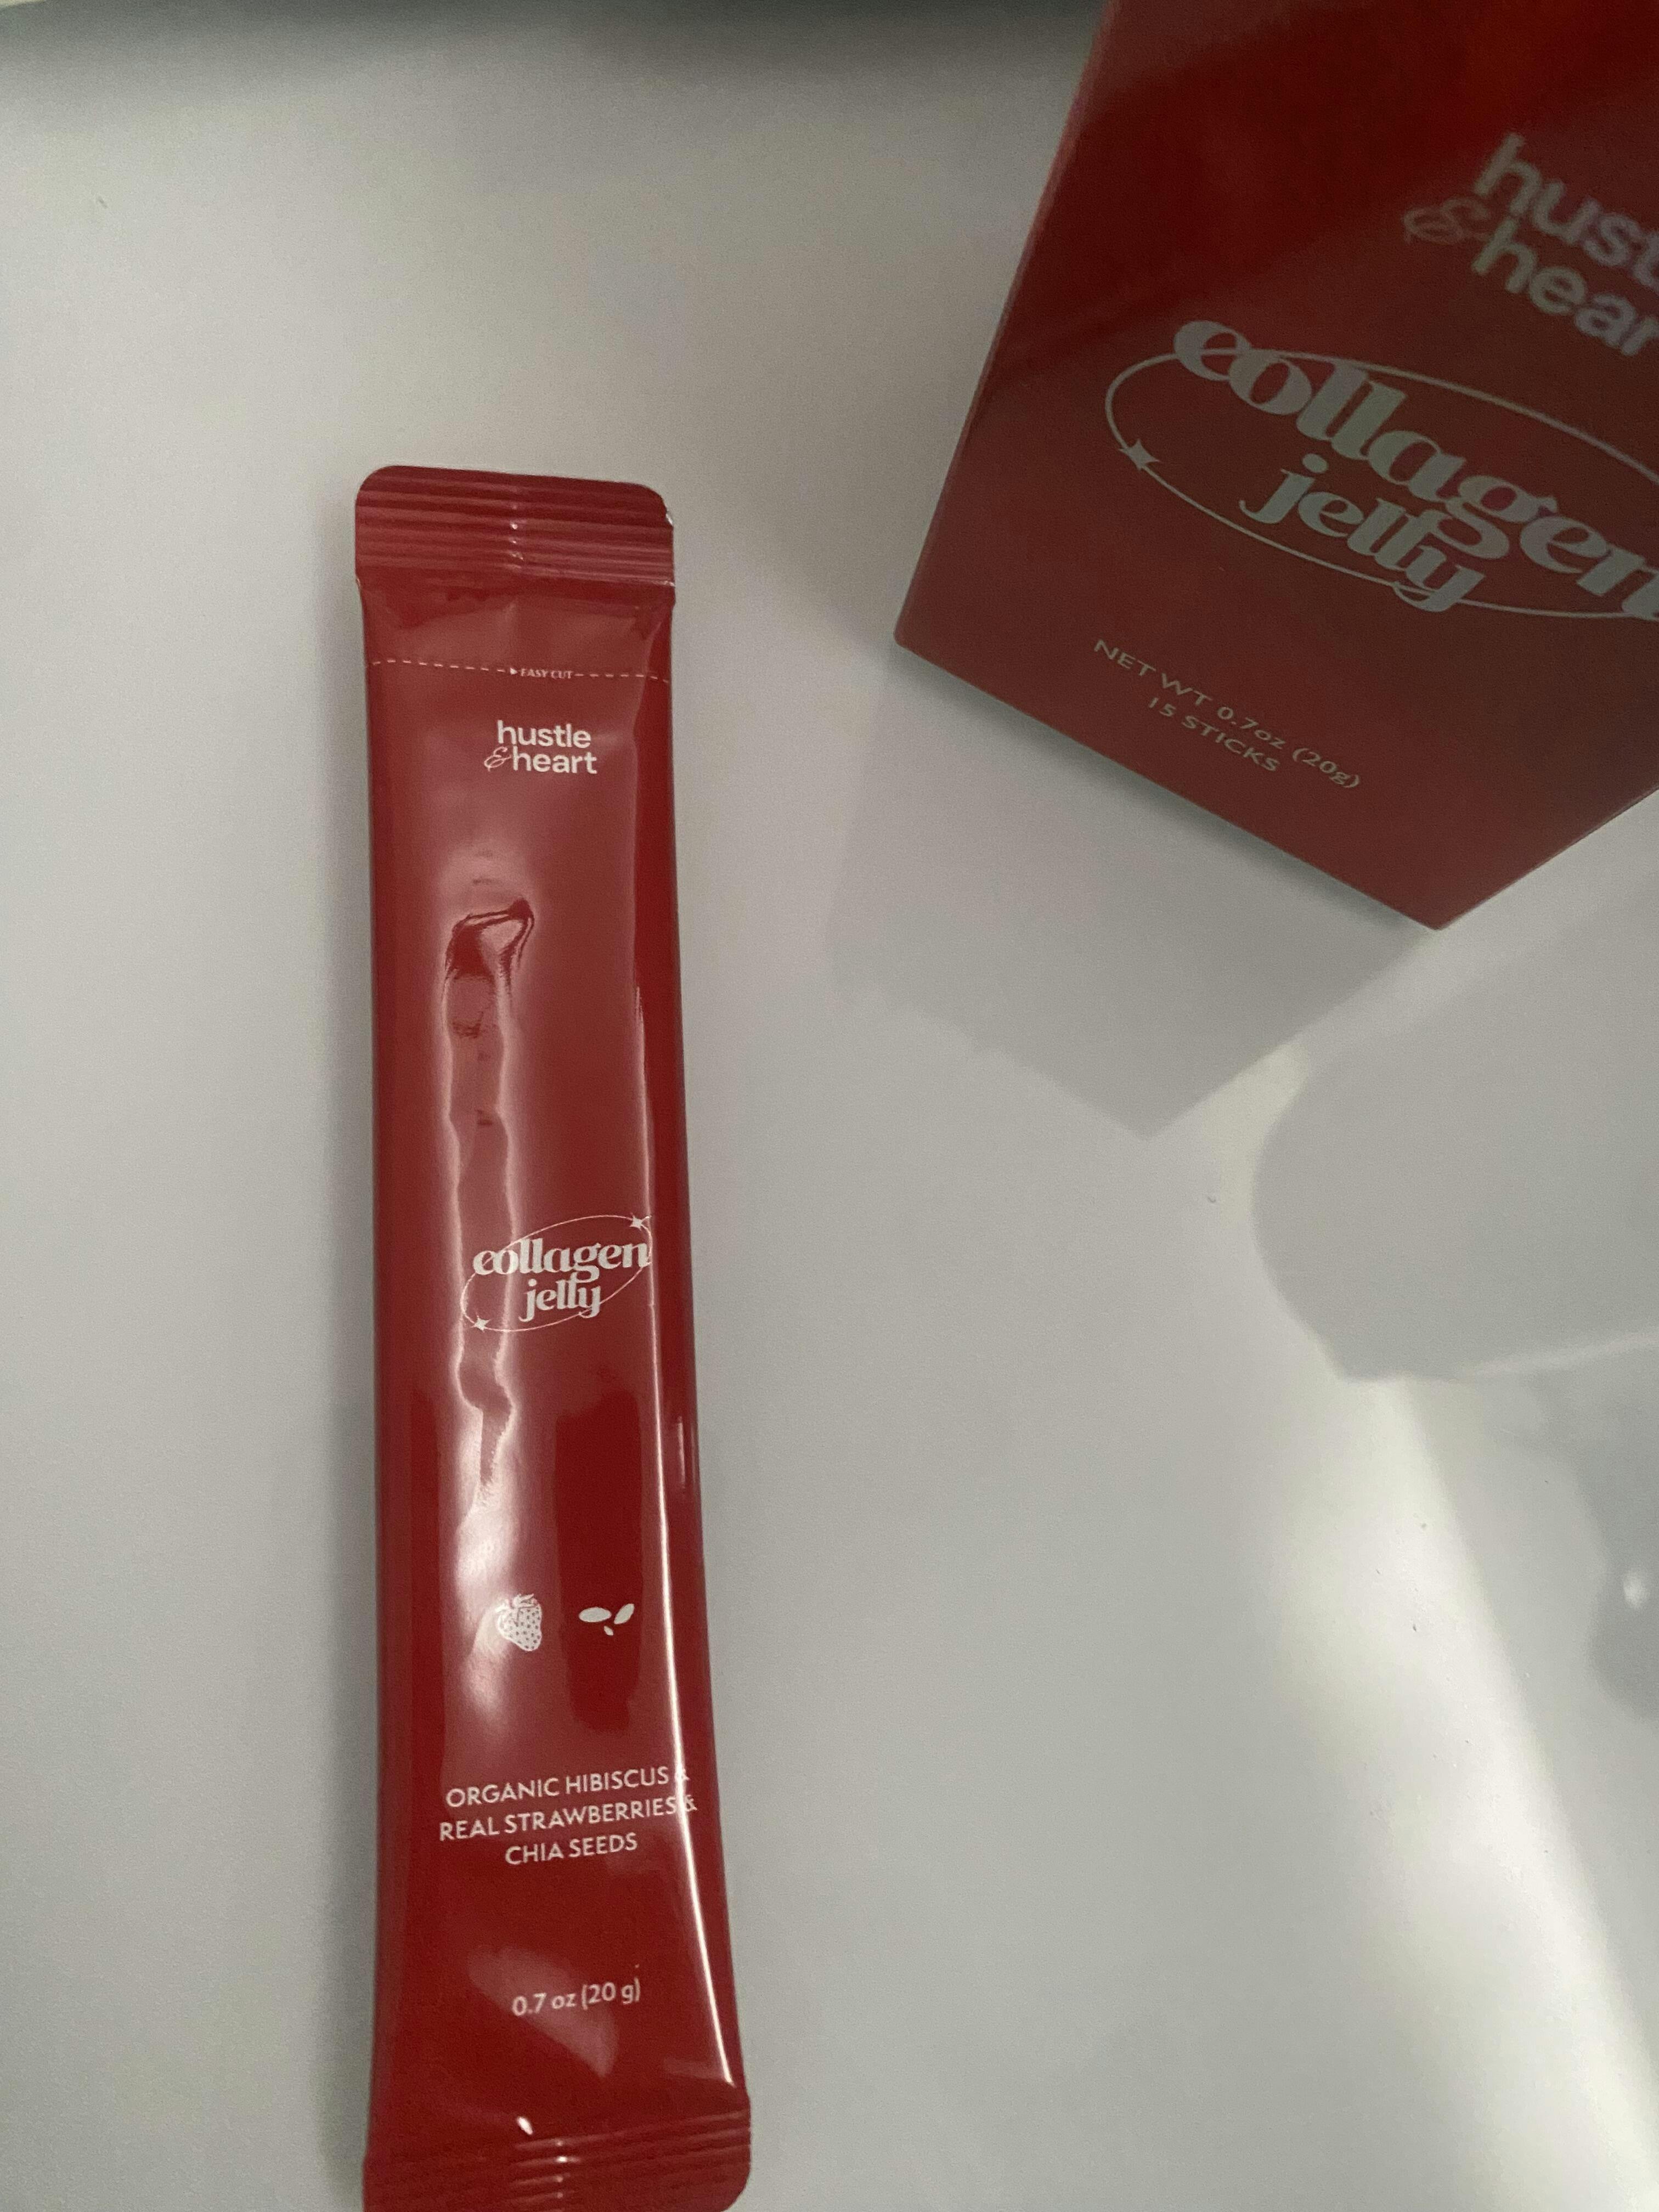 EASY CUT
hustle
&heart
collagen
jelly
ORGANIC HIBISCUS &
REAL STRAWBERRIES &
CHIA SEEDS
0.7 oz (20 g)
hustl
&hear
collagen
jelly
NET WT 0.7oz (20g)
15 STICKS